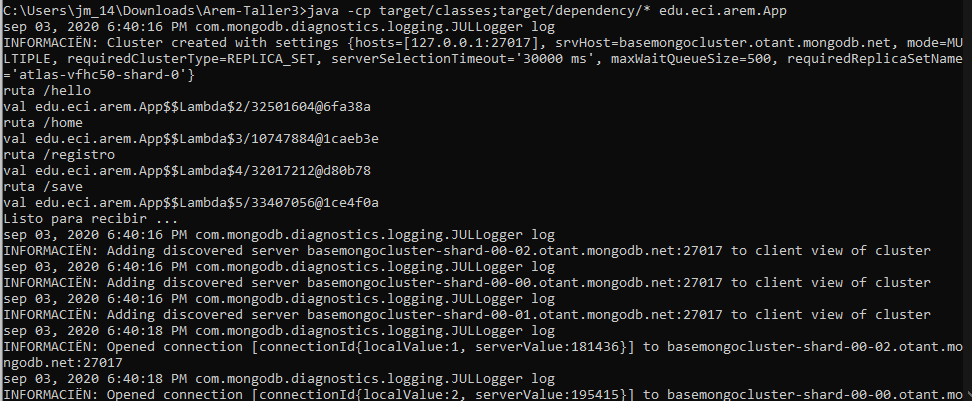 C:\Users\jm_14\Downloads\Arem-Taller3>java -cp target/classes;target/dependency/* edu.eci.arem.App
sep 03, 2020 6:40:16 PM com.mongodb.diagnostics.logging.JULLogger log
INFORMACIËN: Cluster created with settings {hosts=[127.0.0.1:27017], srvHost=basemongocluster.otant.mongodb.net, mode=MU
LTIPLE, requiredClusterType=REPLICA_SET, serverSelectionTimeout='30000 ms', maxWaitQueueSize=500, requiredReplicaSetName
='atlas-vfhc50-shard-0'}
ruta /hello
val edu.eci.arem.App$$Lambda$2/32501604@6fa38a
ruta /home
val edu.eci.arem.App$$Lambda$3/10747884@1caeb3e
ruta /registro
val edu.eci.arem.App$$Lambda$4/32017212@d80b78
ruta /save
val edu.eci.arem.App$$Lambda$5/33407056@1ce4f0a
Listo para recibir ...
sep 03, 2020 6:40:16 PM com.mongodb.diagnostics.logging.JULLogger log
INFORMACIËN: Adding discovered server basemongocluster-shard-00-02.otant.mongodb.net:27017 to client view of cluster
sep 03, 2020 6:40:16 PM com.mongodb.diagnostics.logging.JULLogger log
INFORMACIËN: Adding discovered server basemongocluster-shard-00-00.otant.mongodb.net:27017 to client view of cluster
sep 03, 2020 6:40:16 PM com.mongodb.diagnostics.logging.JULLogger log
INFORMACIËN: Adding discovered server basemongocluster-shard-00-01.otant.mongodb.net:27017 to client view of cluster
sep 03, 2020 6:40:18 PM com.mongodb.diagnostics.logging.JULLogger log
INFORMACIËN: Opened connection [connectionId{localValue:1, serverValue:181436}] to basemongocluster-shard-00-02.otant.mo
ngodb.net:27017
sep 03, 2020 6:40:18 PM com.mongodb.diagnostics.logging.JULLogger log
INFORMACIËN: Opened connection [connectionId{localValue:2, serverValue:195415}] to basemongocluster-shard-00-00.otant.mo